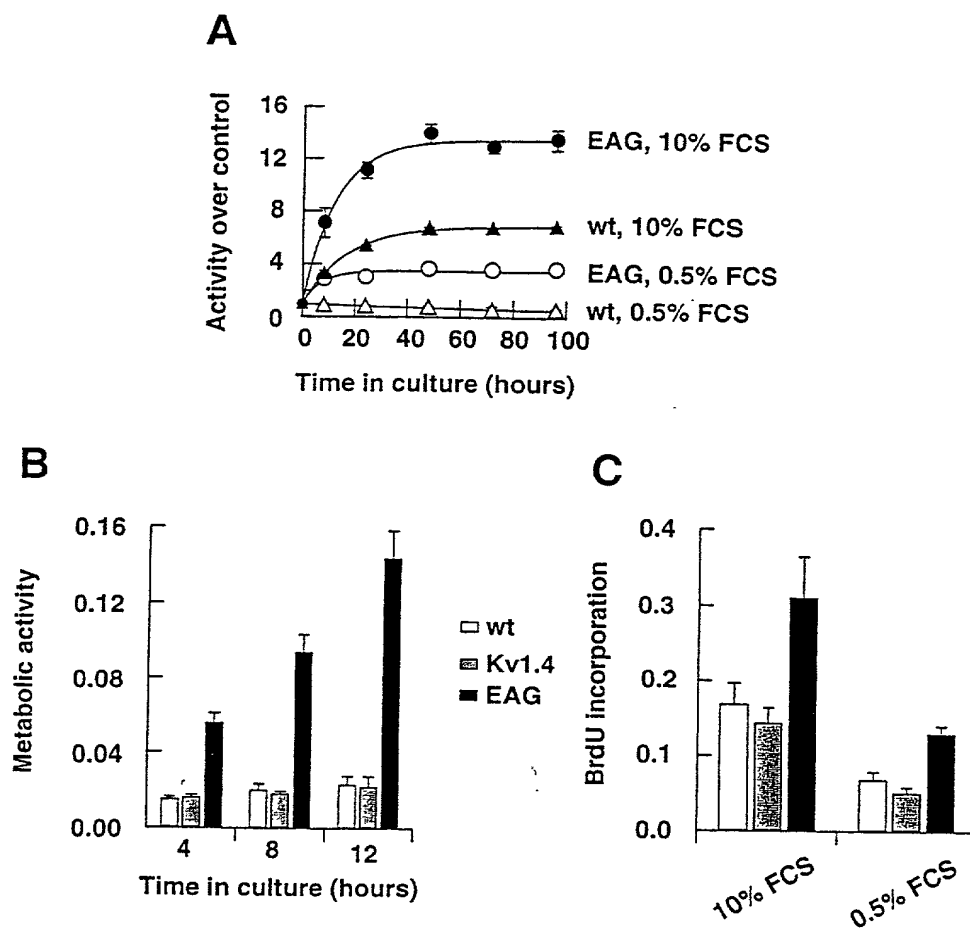 A
Activity over control
16
12
8
4
0
EAG, 10% FCS
wt, 10% FCS
EAG, 0.5% FCS
wt, 0.5% FCS
0 20 40 60 80 100
Time in culture (hours)
B
Metabolic activity
0.16
0.12
0.08
0.04
0.00
4 8 12
Time in culture (hours)
wt
Kv1.4
EAG
C
BrdU incorporation
0.4
0.3
0.2
0.1
0.0
10% FCS
0.5% FCS